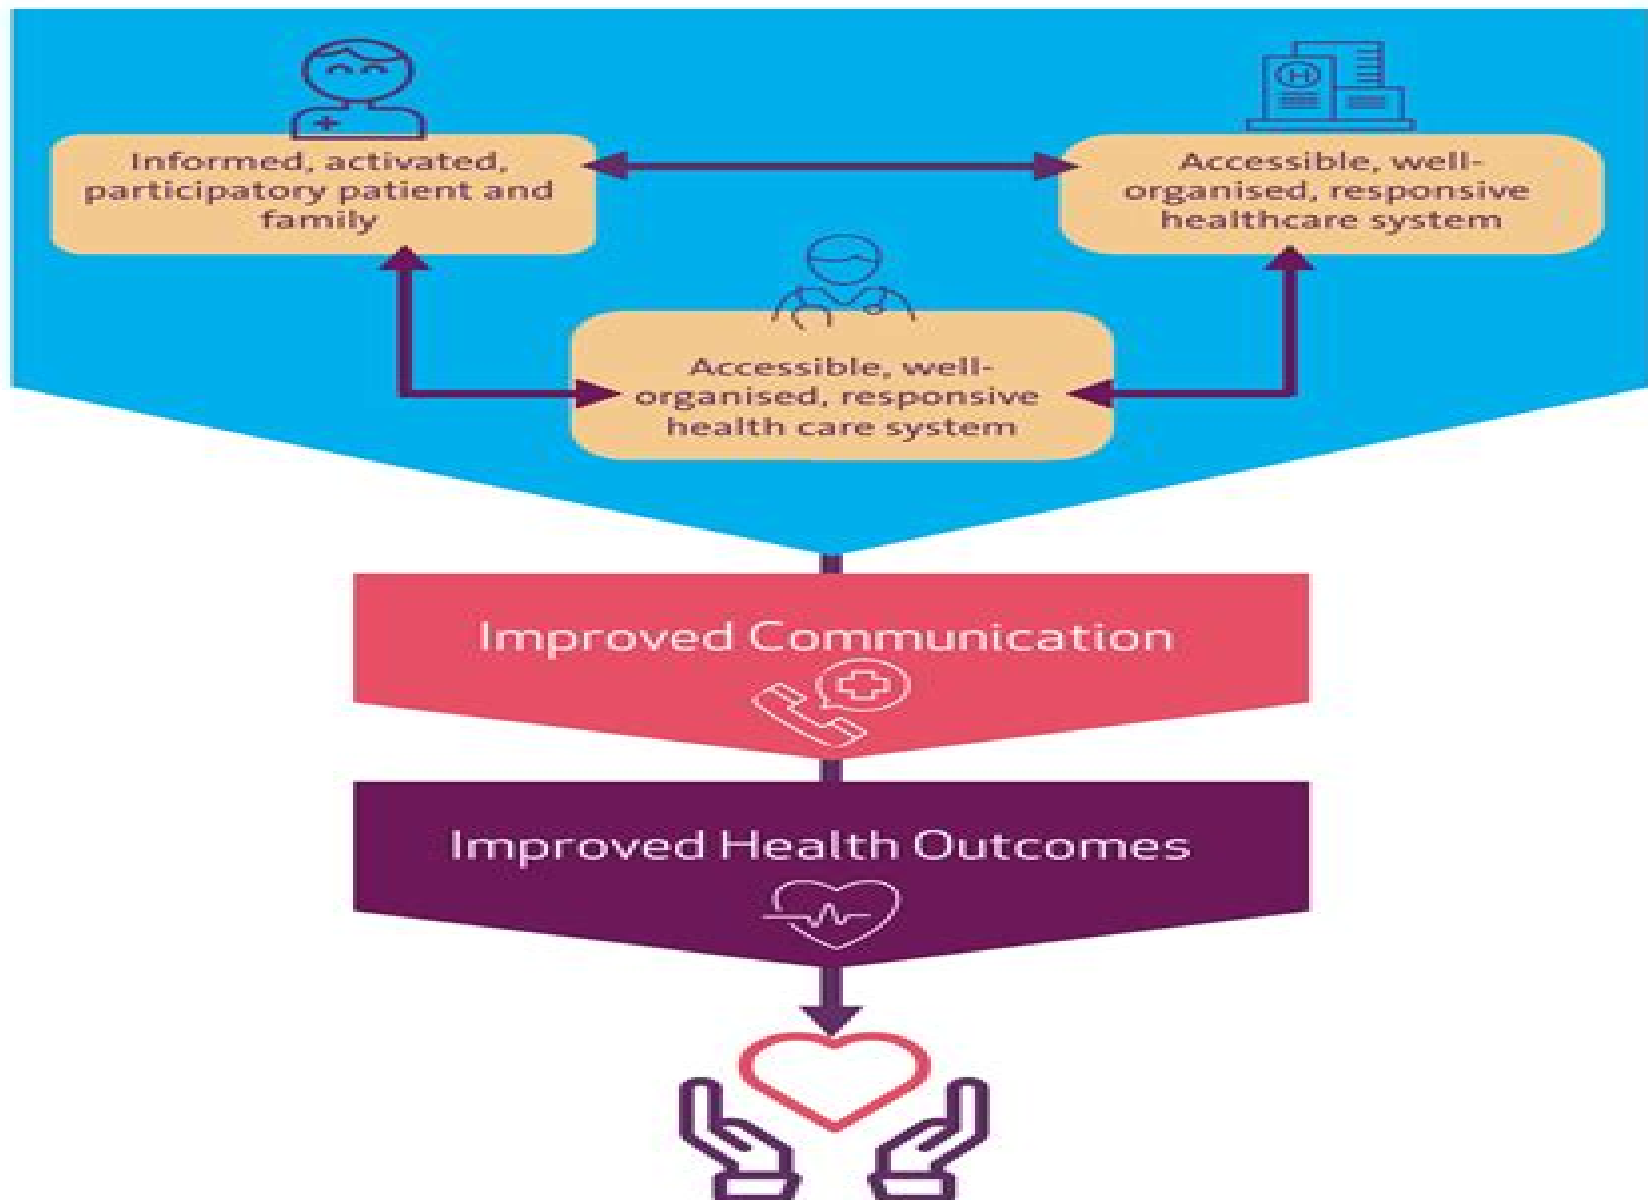 Informed, activated,
participatory patient and
family
Accessible, well-
organised, responsive
healthcare system
H
Accessible, well-
organised, responsive
health care system
Improved Communication
Improved Health Outcomes